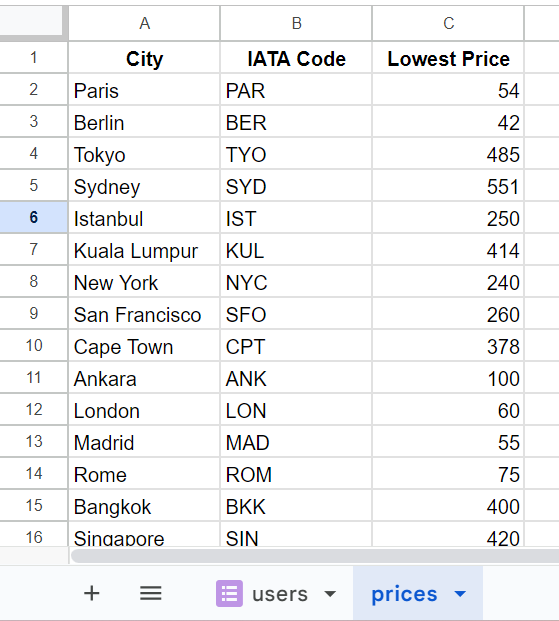 A B C
1 City IATA Code Lowest Price
2 Paris PAR 54
3 Berlin BER 42
4 Tokyo TYO 485
5 Sydney SYD 551
6 Istanbul IST 250
7 Kuala Lumpur KUL 414
8 New York NYC 240
9 San Francisco SFO 260
10 Cape Town CPT 378
11 Ankara ANK 100
12 London LON 60
13 Madrid MAD 55
14 Rome ROM 75
15 Bangkok BKK 400
16 Singapore SIN 420
users prices